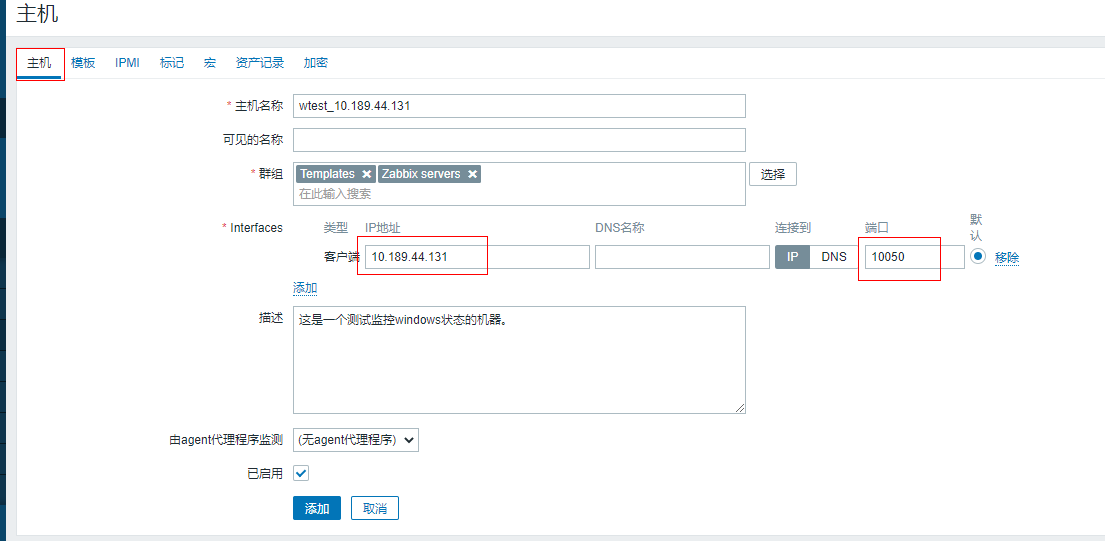 主机
主机 模板 IPMI 标记 宏 资产记录 加密
* 主机名称 wtest_10.189.44.131
可见的名称
* 群组 Templates × Zabbix servers × 选择
在此输入搜索
* Interfaces 类型 IP地址 DNS名称 连接到 端口 默认
客户端 10.189.44.131 IP DNS 10050 移除
添加
描述 这是一个测试监控windows状态的机器。
由agent代理程序监测 (无agent代理程序)
已启用
添加 取消